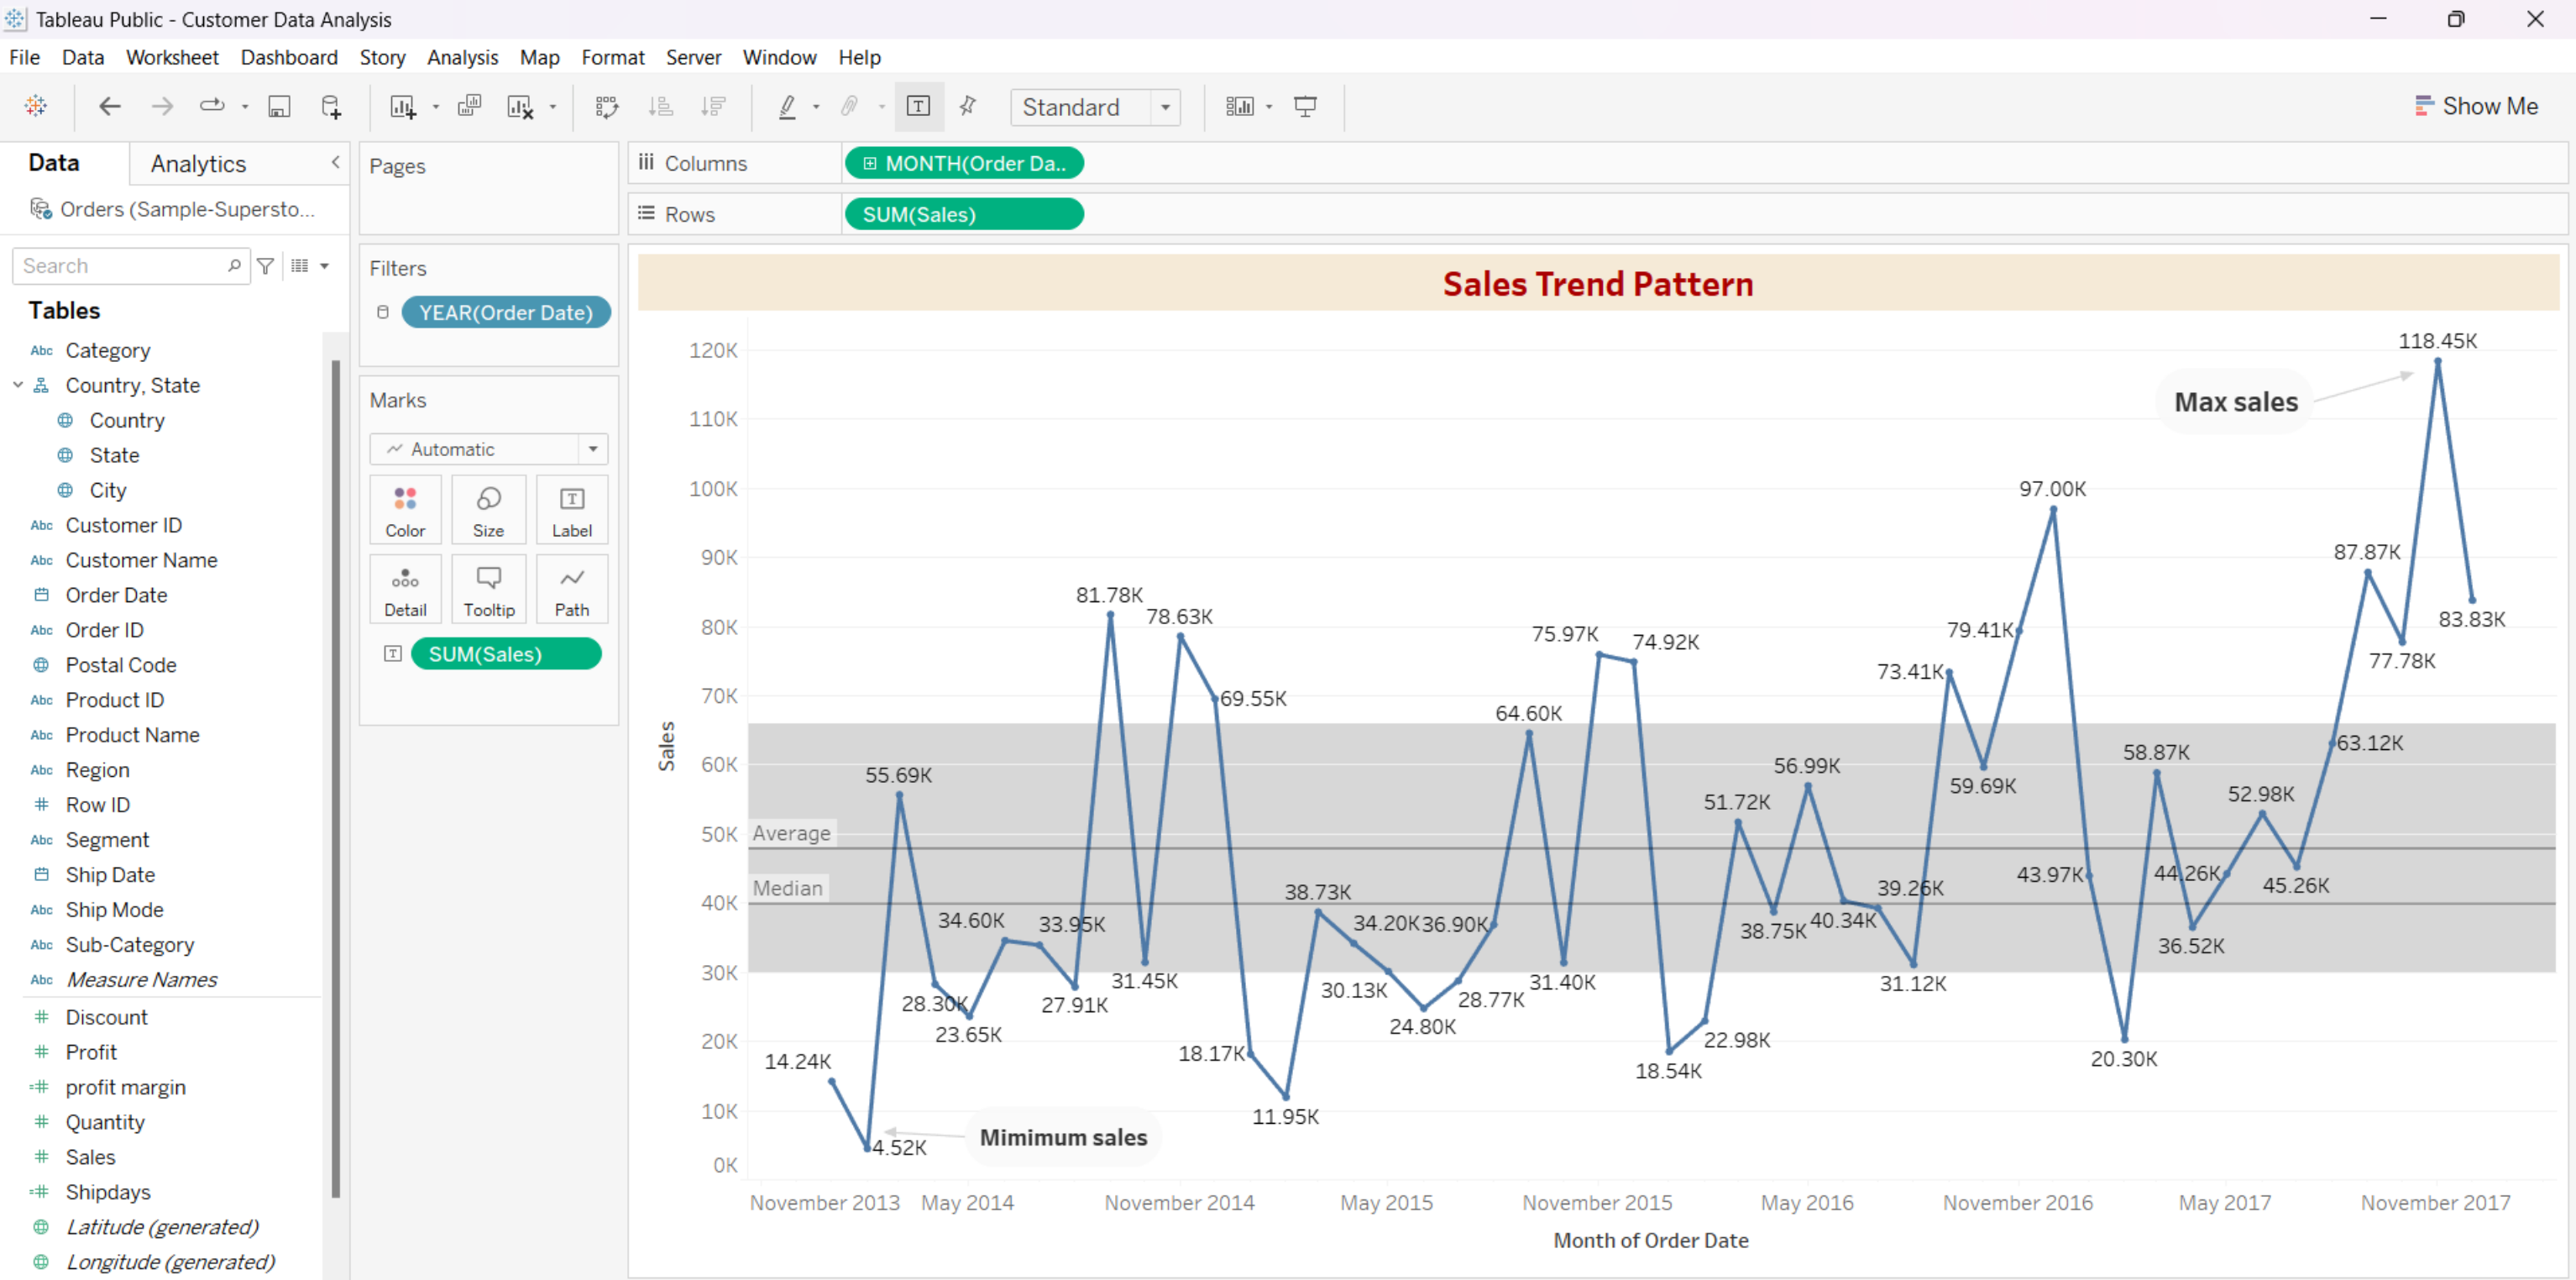 Tableau Public - Customer Data Analysis
File Data Worksheet Dashboard Story Analysis Map Format Server Window Help
Standard
Show Me
Data Analytics
Orders (Sample-Supersto...
Search
Tables
Abc Category
Country, State
Country
State
City
Abc Customer ID
Abc Customer Name
Order Date
Abc Order ID
Postal Code
Abc Product ID
Abc Product Name
Abc Region
# Row ID
Abc Segment
Ship Date
Abc Ship Mode
Abc Sub-Category
Abc Measure Names
# Discount
# Profit
=# profit margin
# Quantity
# Sales
=# Shipdays
Latitude (generated)
Longitude (generated)
Pages
Filters
YEAR(Order Date)
Marks
Automatic
Color Size T Label
Detail Tooltip Path
T SUM(Sales)
Columns MONTH(Order Da..
Rows SUM(Sales)
Sales Trend Pattern
Sales
120K
110K
100K
90K
80K
70K
60K
50K
40K
30K
20K
10K
0K
Average
Median
14.24K
4.52K
55.69K
28.30K
23.65K
34.60K
33.95K
27.91K
81.78K
31.45K
78.63K
69.55K
18.17K
11.95K
38.73K
34.20K
30.13K
24.80K
28.77K
36.90K
64.60K
31.40K
75.97K
74.92K
18.54K
22.98K
51.72K
38.75K
56.99K
40.34K
39.26K
31.12K
73.41K
59.69K
79.41K
97.00K
43.97K
20.30K
58.87K
36.52K
44.26K
52.98K
45.26K
63.12K
87.87K
77.78K
118.45K
83.83K
Max sales
Mimimum sales
November 2013 May 2014 November 2014 May 2015 November 2015 May 2016 November 2016 May 2017 November 2017
Month of Order Date